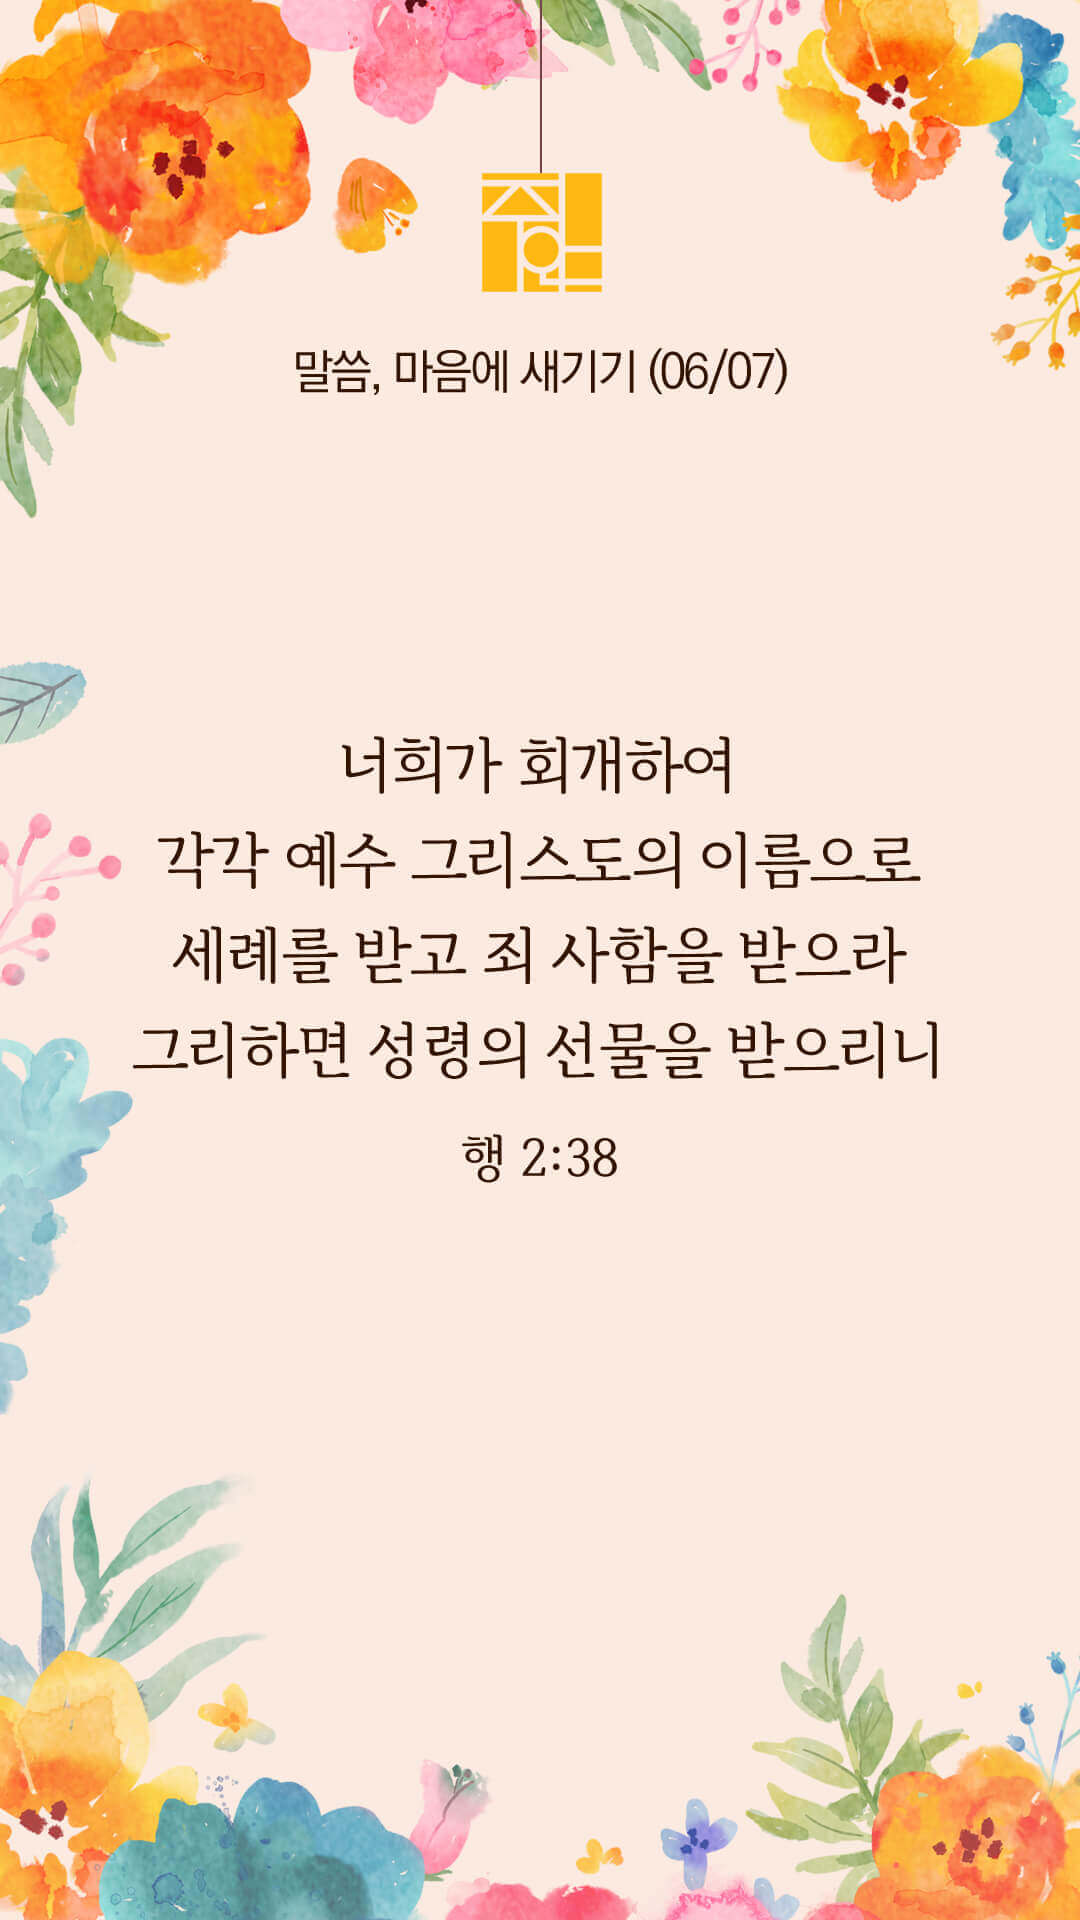 말씀, 마음에 새기기 (06/07)
너희가 회개하여
각각 예수 그리스도의 이름으로
세례를 받고 죄 사함을 받으라
그리하면 성령의 선물을 받으리니
행 2:38